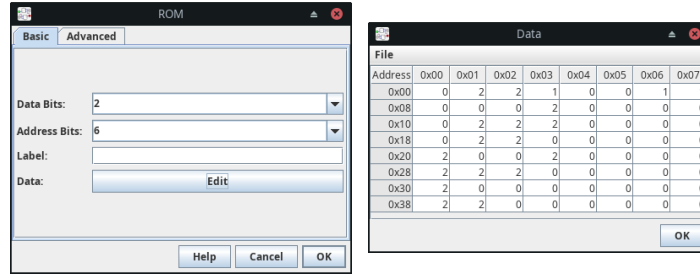 ROM
Basic Advanced
Data Bits: 2
Address Bits: 6
Label:
Data: Edit
Help Cancel OK
Data
File
Address 0x00 0x01 0x02 0x03 0x04 0x05 0x06 0x07
0x00 0 2 2 1 0 0 1
0x08 0 0 0 2 0 0 0
0x10 0 2 2 2 0 0 0
0x18 0 2 2 0 0 0 0
0x20 2 0 0 2 0 0 0
0x28 2 2 2 0 0 0 0
0x30 2 0 0 0 0 0 0
0x38 2 2 0 0 0 0 0
OK